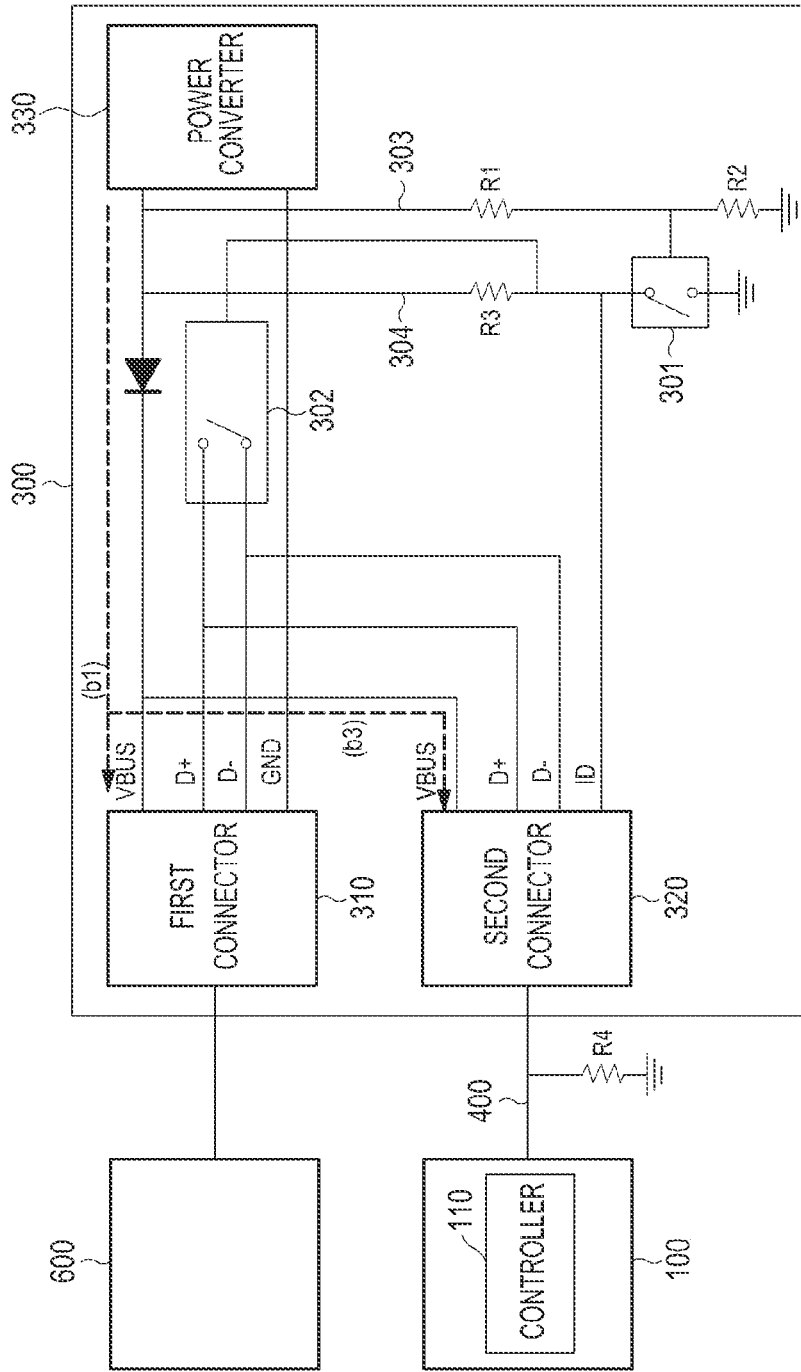 300
330
POWER
CONVERTER
(b1)
VBUS
D+
D-
GND
302
303
304
R1
R2
R3
301
600
FIRST
CONNECTOR
310
(b3)
VBUS
D+
D-
ID
SECOND
CONNECTOR
320
400
R4
110
CONTROLLER
100